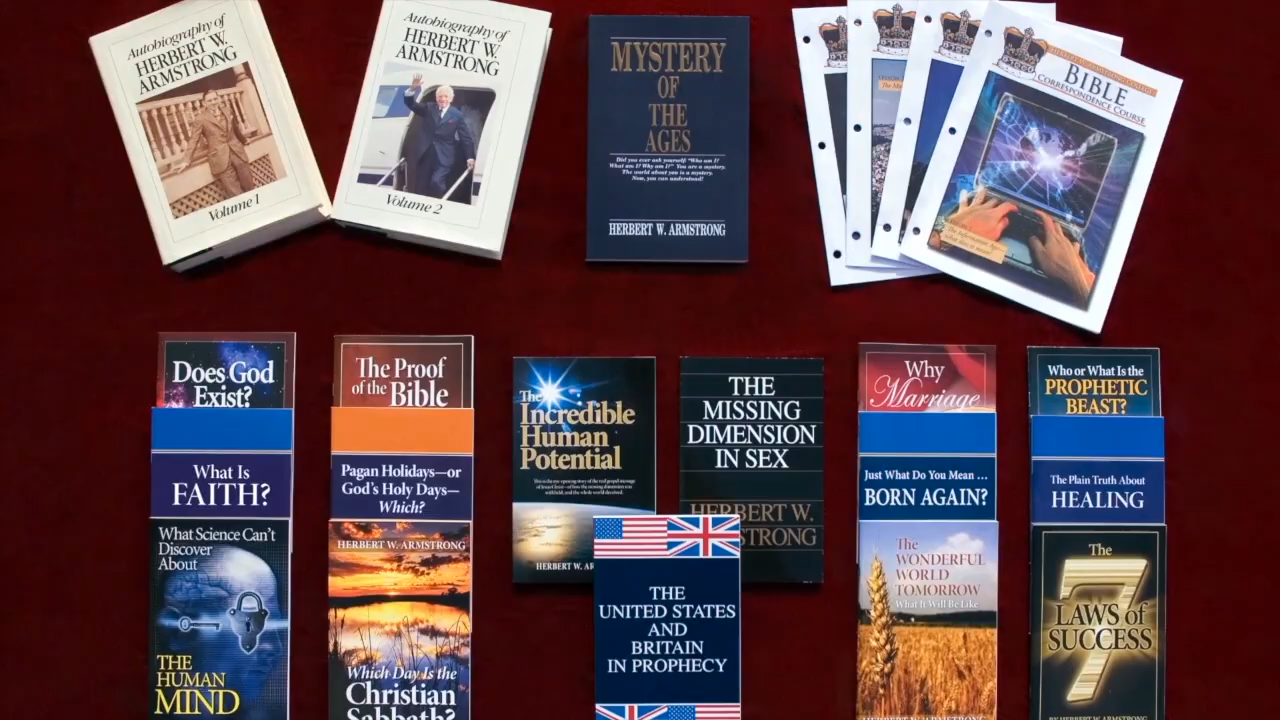 Autobiography of
HERBERT W.
ARMSTRONG
Volume 1
Autobiography of
HERBERT W.
ARMSTRONG
Volume 2
MYSTERY
OF
THE
AGES
Did you ever ask yourself: "Who am I?
What am I? Why am I?" You are a mystery.
The world about you is a mystery.
Now, you can understand!
HERBERT W. ARMSTRONG
BIBLE
CORRESPONDENCE COURSE
Does God
Exist?
What Is
FAITH?
What Science Can't
Discover
About
THE
HUMAN
MIND
The Proof
of the Bible
Pagan Holidays—or
God's Holy Days—
Which?
HERBERT W. ARMSTRONG
Which Day Is the
Christian
Sabbath?
The
Incredible
Human
Potential
HERBERT W. AR
THE
MISSING
DIMENSION
IN SEX
HERBERT W.
STRONG
THE
UNITED STATES
AND
BRITAIN
IN PROPHECY
Why
Marriage
Just What Do You Mean ...
BORN AGAIN?
The
WONDERFUL
WORLD
TOMORROW
What It Will Be Like
HERBERT W. ARMSTRONG
Who or What Is the
PROPHETIC
BEAST?
The Plain Truth About
HEALING
The
7
LAWS of
SUCCESS
BY HERBERT W. ARMSTRONG